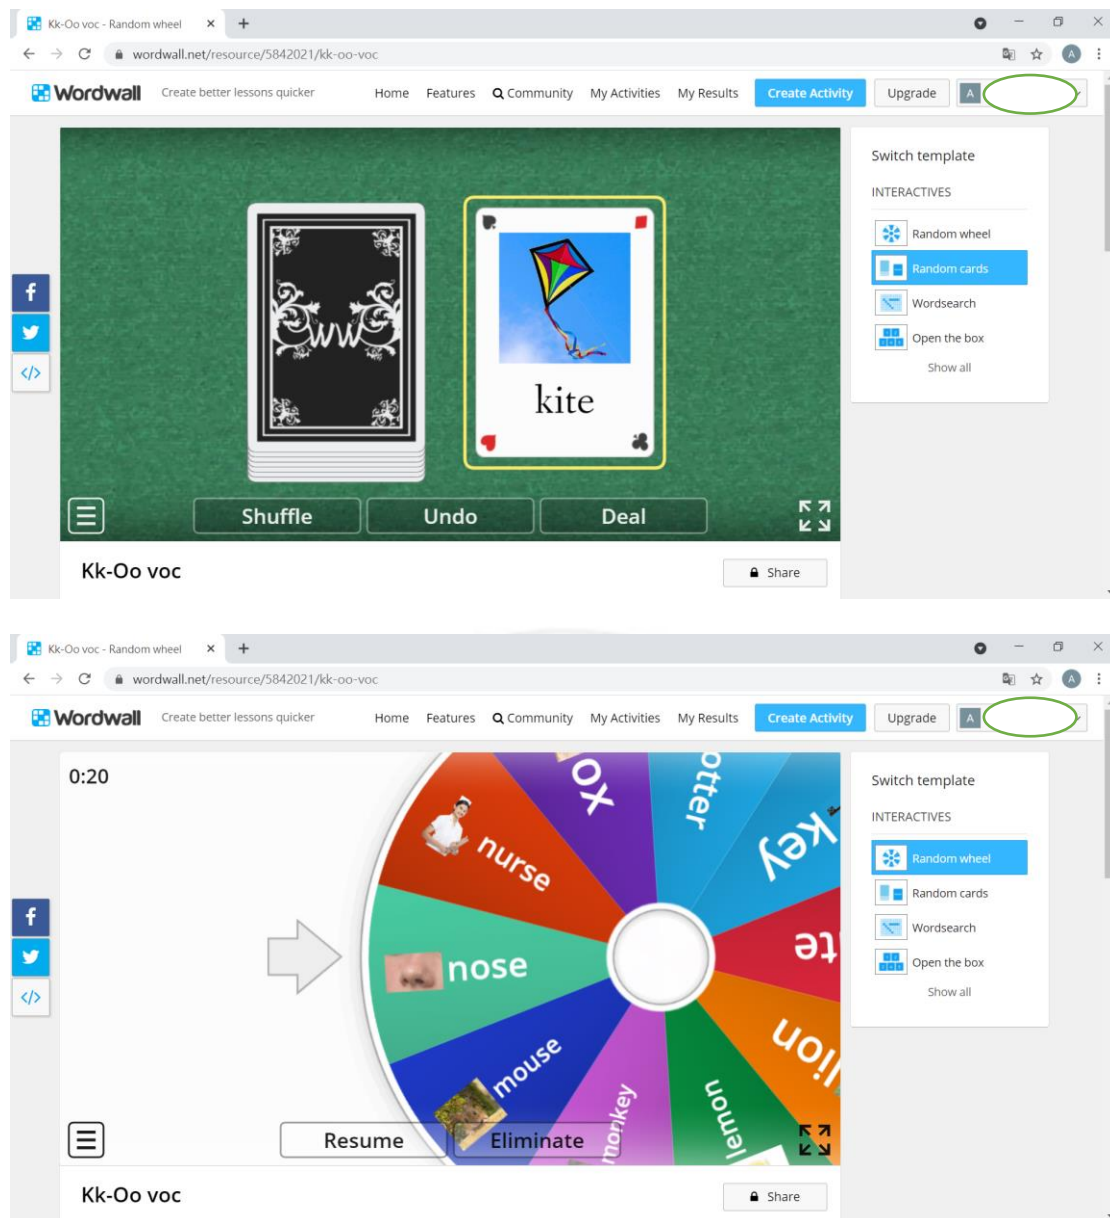 Kk-Oo voc - Random wheel
wordwall.net/resource/5842021/kk-oo-voc
A
Wordwall Create better lessons quicker Home Features Community My Activities My Results Create Activity Upgrade A
Switch template
INTERACTIVES
Random wheel
Random cards
Wordsearch
Open the box
Show all
WW
kite
Shuffle Undo Deal
Kk-Oo voc
Share
Kk-Oo voc - Random wheel
wordwall.net/resource/5842021/kk-oo-voc
A
Wordwall Create better lessons quicker Home Features Community My Activities My Results Create Activity Upgrade A
0:20
Switch template
INTERACTIVES
Random wheel
Random cards
Wordsearch
Open the box
Show all
ox
otter
key
nurse
ite
nose
lion
mouse
lemon
monkey
Resume Eliminate
Kk-Oo voc
Share